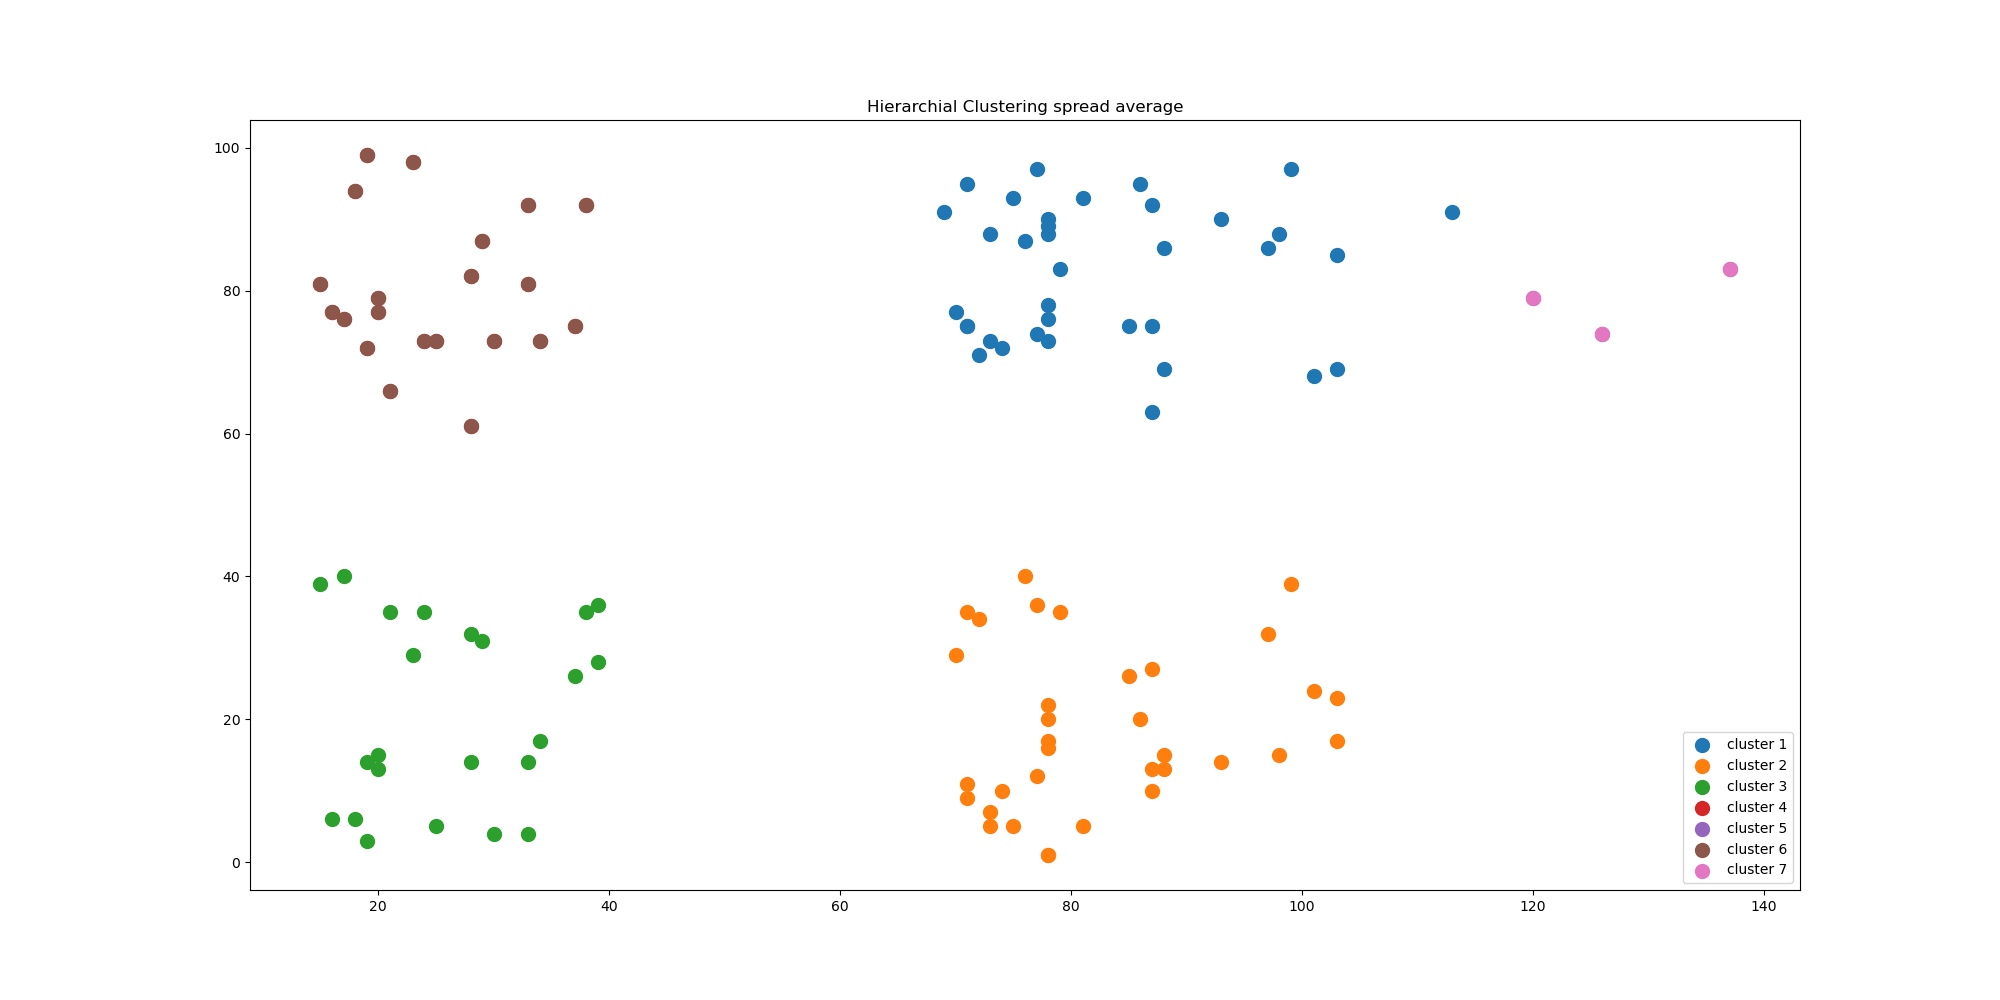 Hierarchial Clustering spread average
100
80
60
40
20
0
20 40 60 80 100 120 140
cluster 1
cluster 2
cluster 3
cluster 4
cluster 5
cluster 6
cluster 7